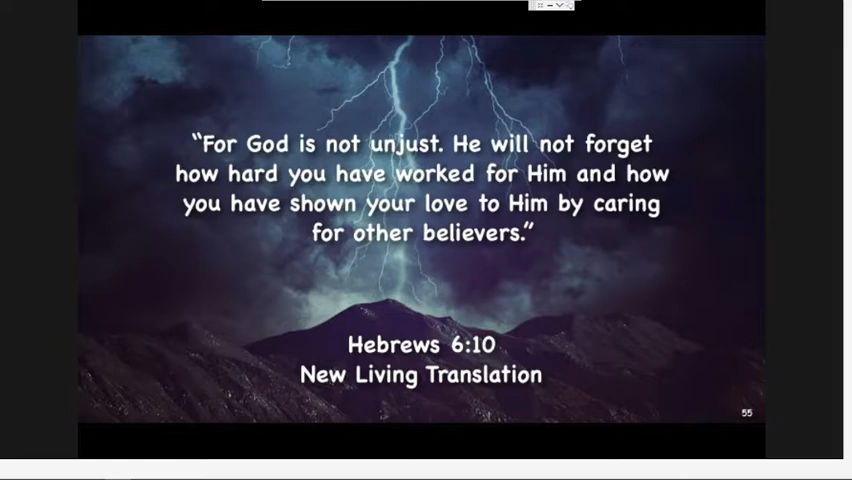 “For God is not unjust. He will not forget
how hard you have worked for Him and how
you have shown your love to Him by caring
for other believers.”
Hebrews 6:10
New Living Translation
55